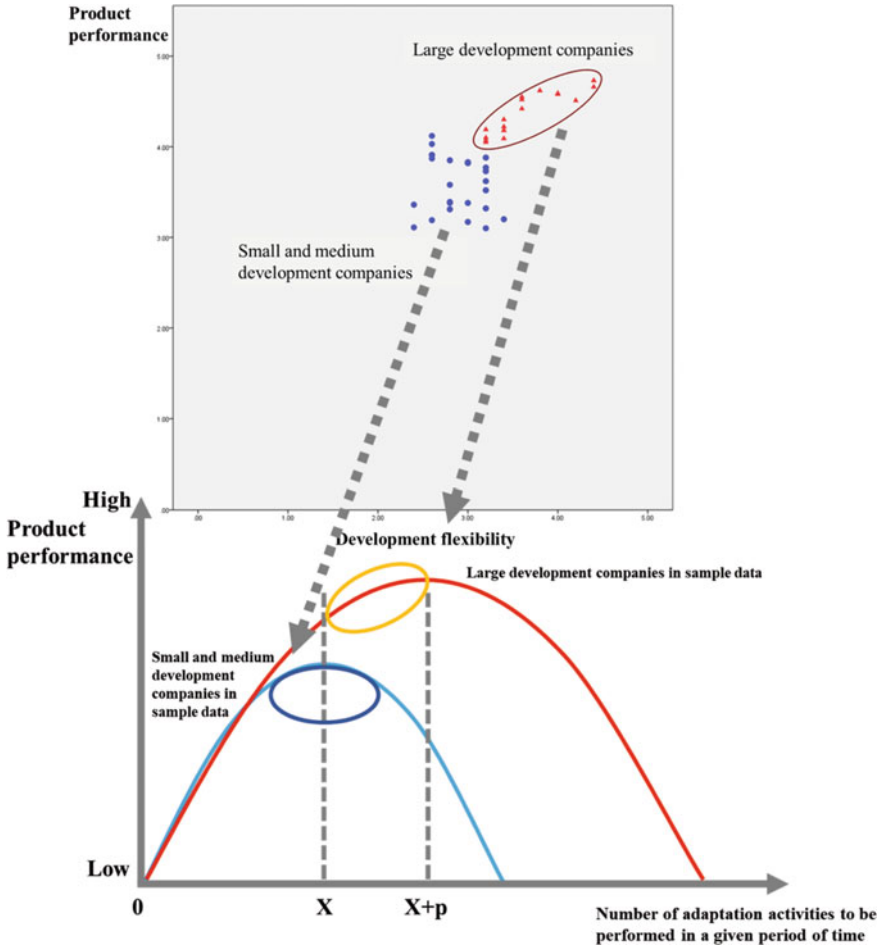 Product
performance
Large development companies
5.00
4.00
3.00
Small and medium
development companies
2.00
1.00
.00
.00
1.00
2.00
3.00
4.00
5.00
Development flexibility
High
Product
performance
Large development companies in sample data
Small and medium
development
companies in
sample data
Low
0
X
X+p
Number of adaptation activities to be
performed in a given period of time